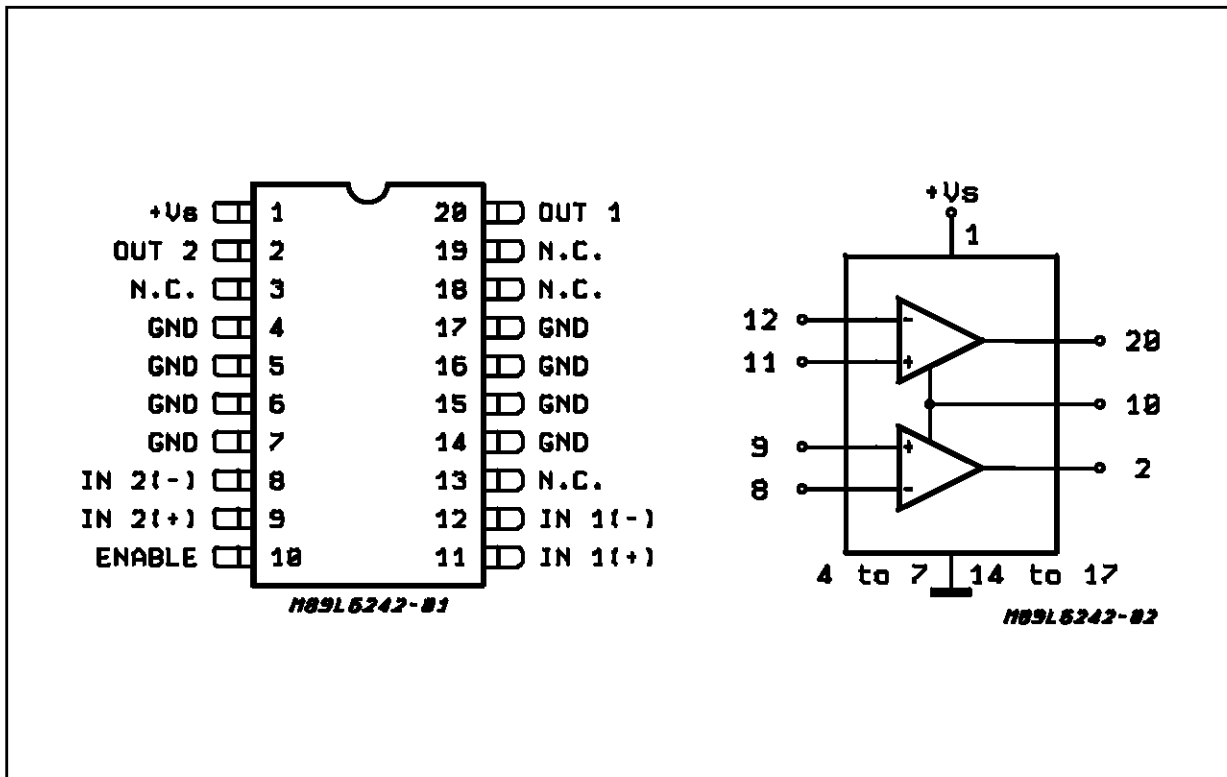 +Vs 1 20 OUT 1
OUT 2 2 19 N.C.
N.C. 3 18 N.C.
GND 4 17 GND
GND 5 16 GND
GND 6 15 GND
GND 7 14 GND
IN 2(-) 8 13 N.C.
IN 2(+) 9 12 IN 1(-)
ENABLE 10 11 IN 1(+)
M89L6242-01
+Vs
1
12 - 20
11 +
10
9 + 2
8 -
4 to 7 14 to 17
M89L6242-02